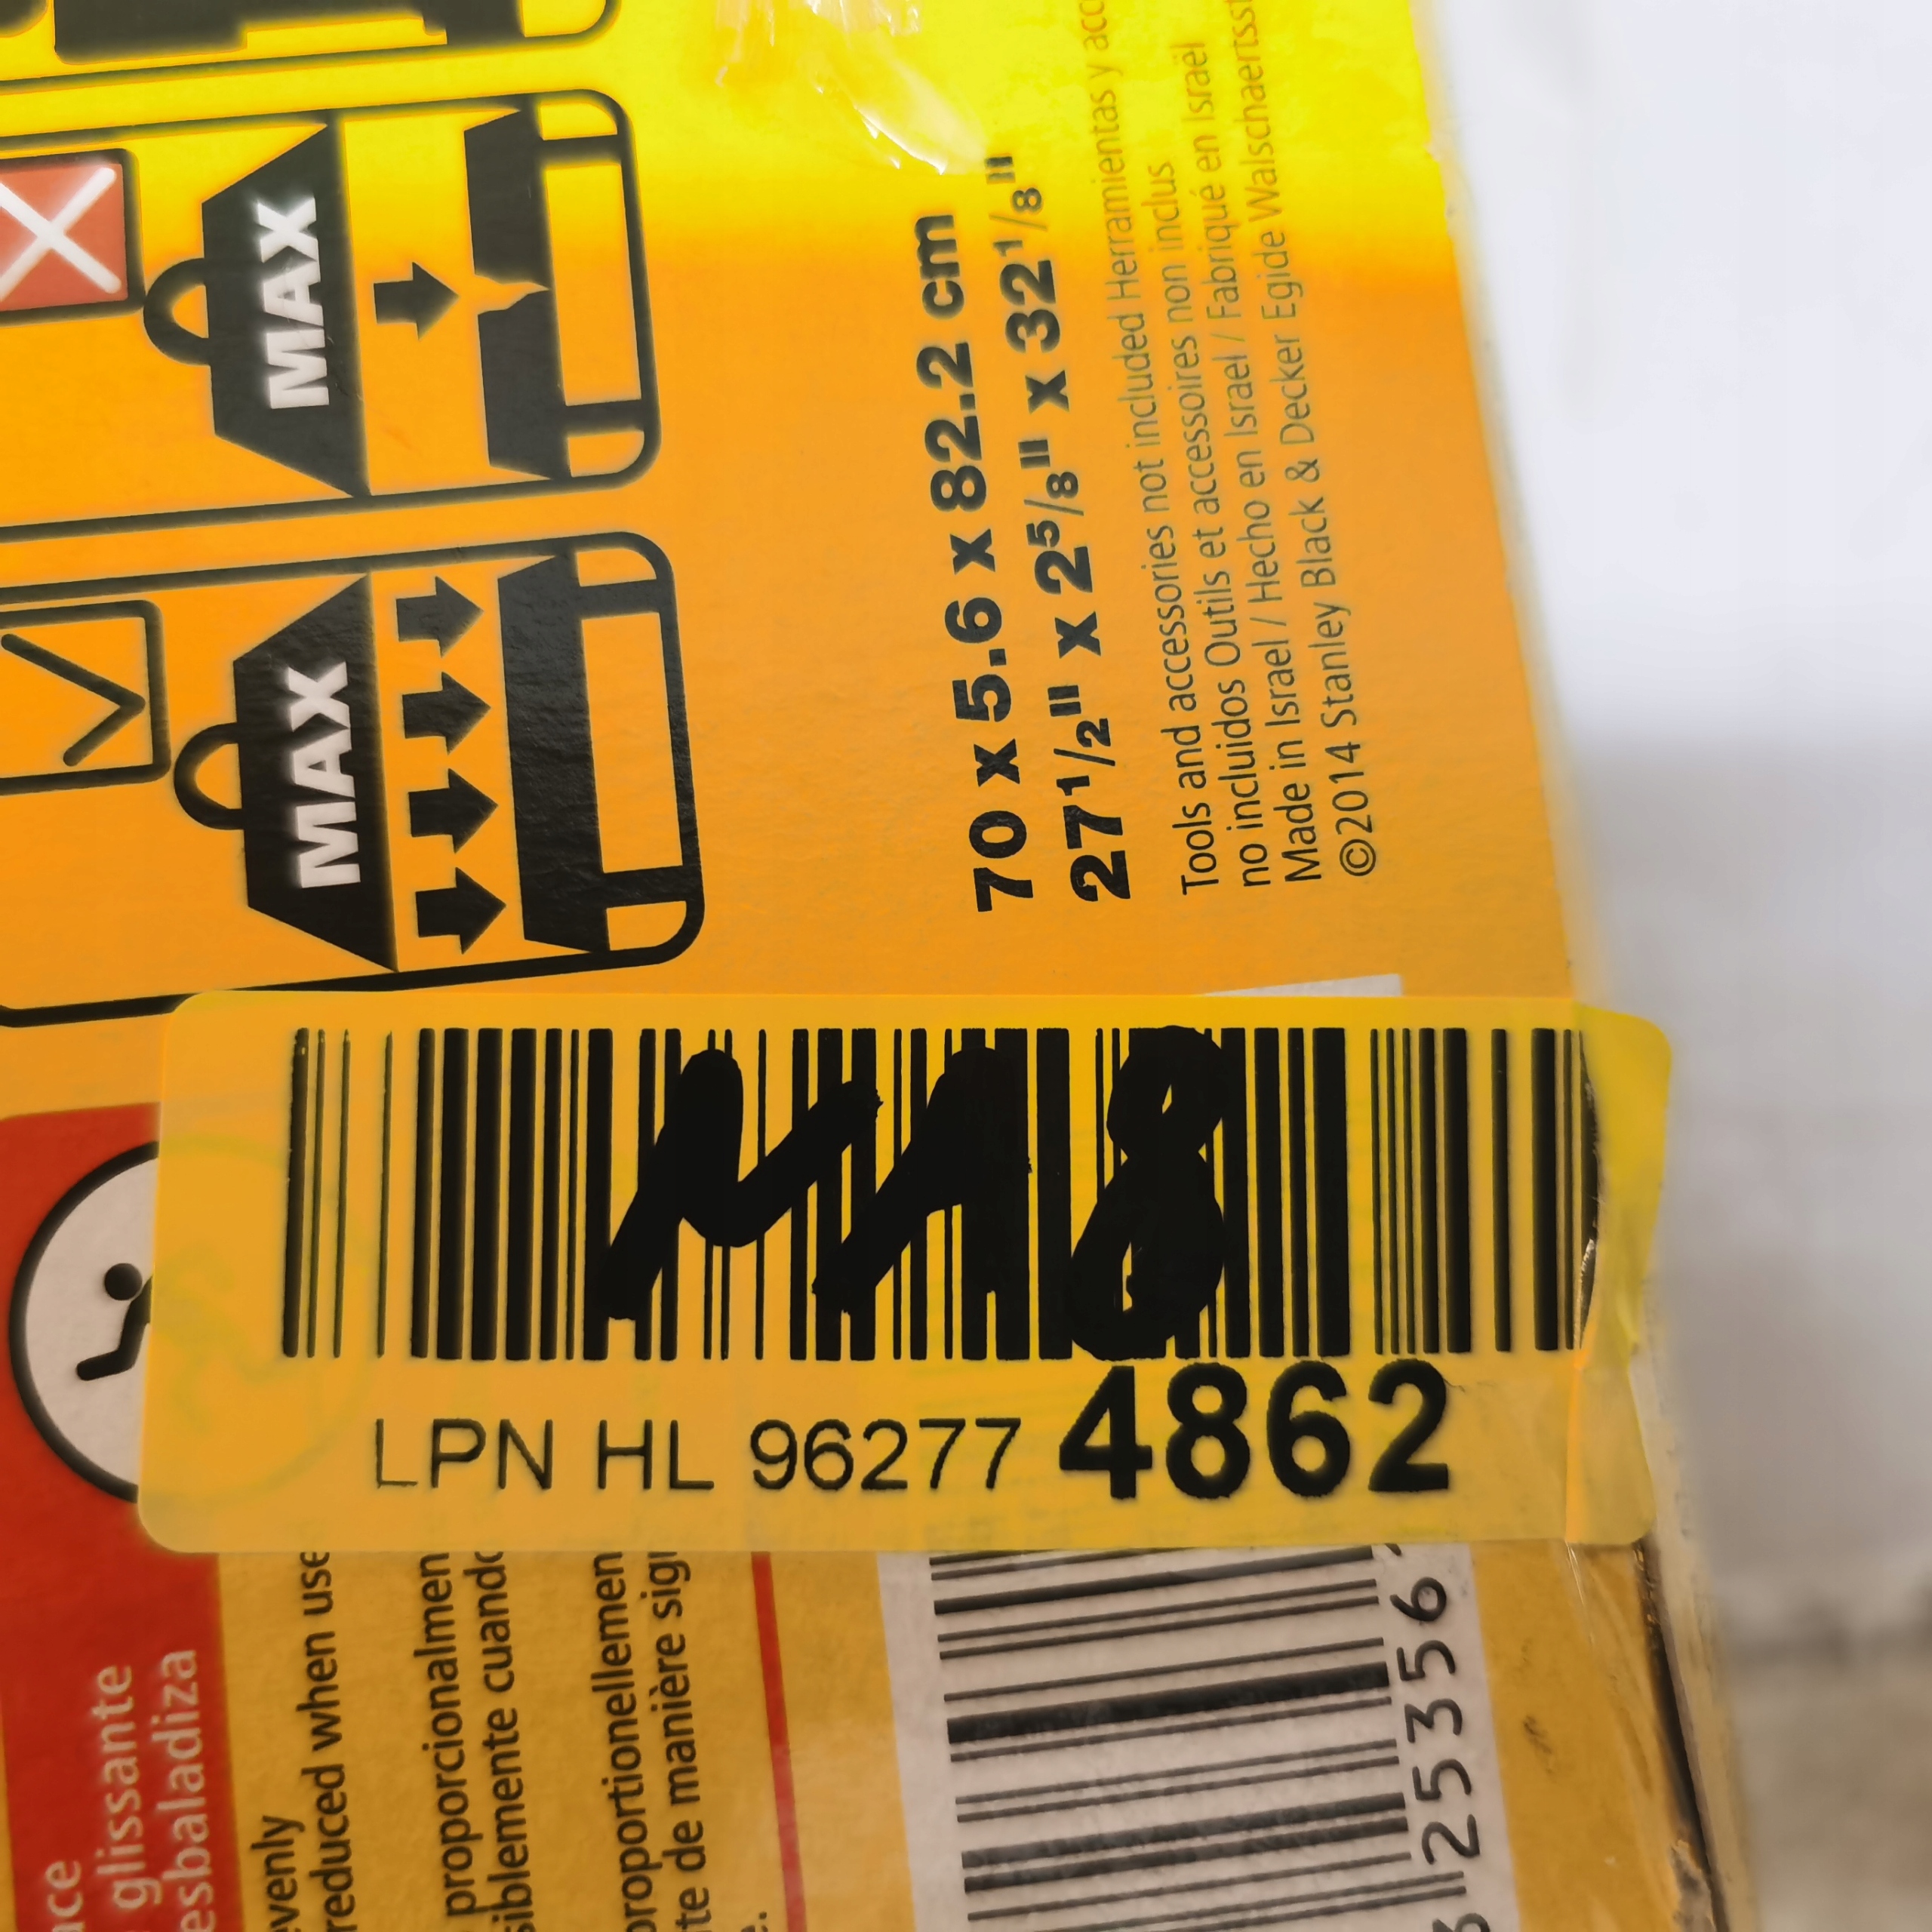 MAX
MAX
70 x 5.6 x 82.2 cm
27 1/2" x 2 5/8" x 32 1/8"
Tools and accessories not included Herramientas y acc
no incluidos Outils et accessoires non inclus
Made in Israel / Hecho en Israel / Fabriqué en Israël
©2014 Stanley Black & Decker Egide Walschaertsst
LPN HL 96277 4862
glissante
esbaladiza
evenly
reduced when use
proporcionalmen
siblemente cuando
proportionellemen
te de manière sig
25356